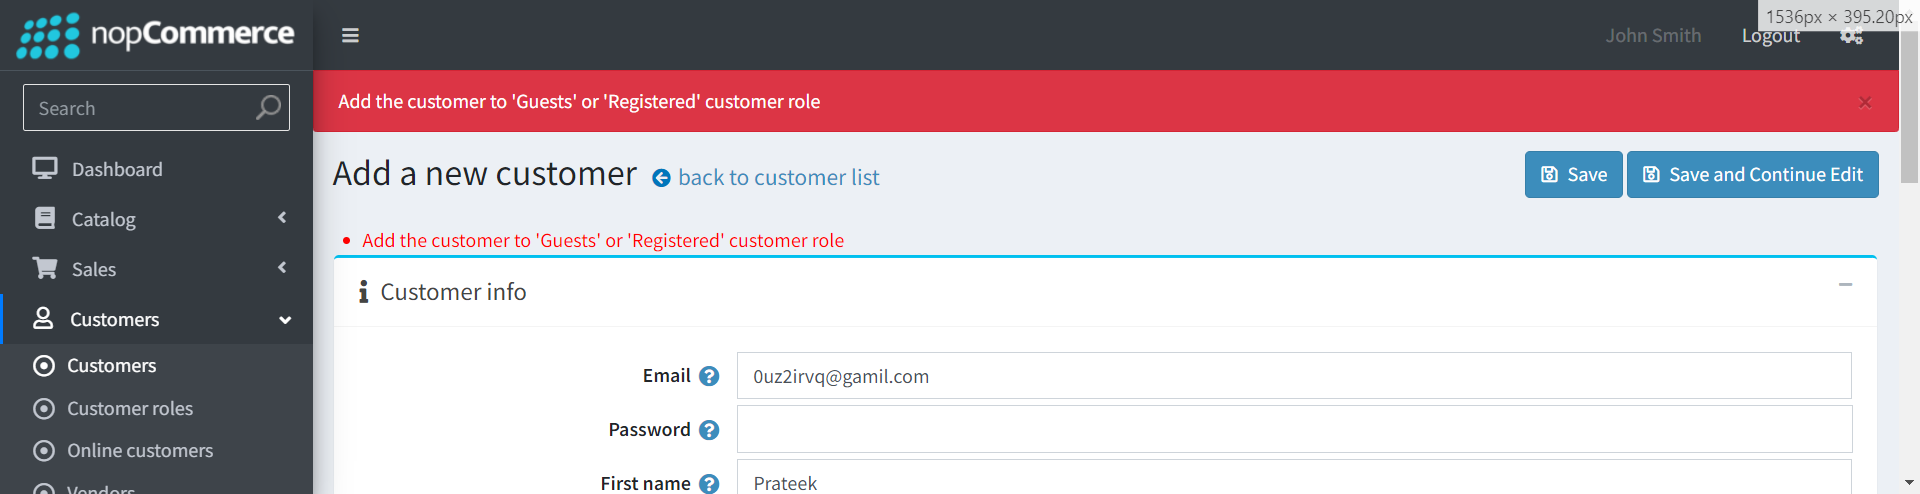 nopCommerce
John Smith
Logout
1536px × 395.20px
Search
Add the customer to 'Guests' or 'Registered' customer role
Dashboard
Catalog
Sales
Customers
Customers
Customer roles
Online customers
Vendors
Add a new customer
back to customer list
Save
Save and Continue Edit
Add the customer to 'Guests' or 'Registered' customer role
Customer info
Email
0uz2irvq@gamil.com
Password
First name
Prateek